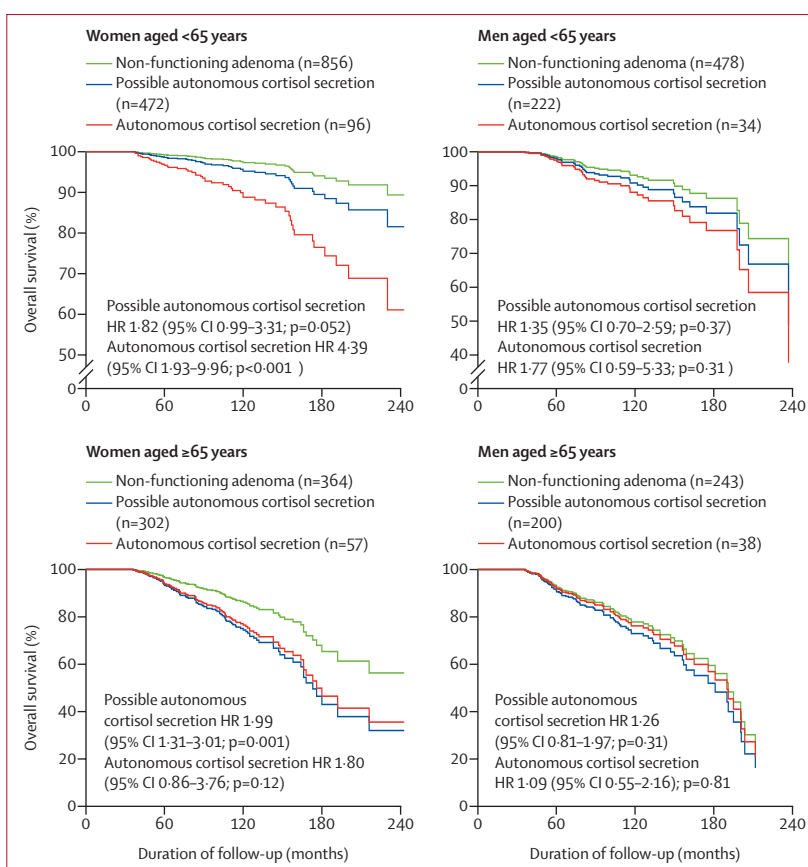 Women aged <65 years
Non-functioning adenoma (n=856)
Possible autonomous cortisol secretion
(n=472)
Autonomous cortisol secretion (n=96)
Overall survival (%)
100
90
80
70
60
50
0
Possible autonomous cortisol secretion
HR 1·82 (95% CI 0·99–3·31; p=0·052)
Autonomous cortisol secretion HR 4·39
(95% CI 1·93–9·96; p<0·001 )
0 60 120 180 240
Men aged <65 years
Non-functioning adenoma (n=478)
Possible autonomous cortisol secretion
(n=222)
Autonomous cortisol secretion (n=34)
100
90
80
70
60
50
40
0
Possible autonomous cortisol secretion
HR 1·35 (95% CI 0·70–2·59; p=0·37)
Autonomous cortisol secretion
HR 1·77 (95% CI 0·59–5·33; p=0·31 )
0 60 120 180 240
Women aged ≥65 years
Non-functioning adenoma (n=364)
Possible autonomous cortisol secretion
(n=302)
Autonomous cortisol secretion (n=57)
Overall survival (%)
100
80
60
40
20
0
Possible autonomous
cortisol secretion HR 1·99
(95% CI 1·31–3·01; p=0·001)
Autonomous cortisol secretion HR 1·80
(95% CI 0·86–3·76; p=0·12)
0 60 120 180 240
Duration of follow-up (months)
Men aged ≥65 years
Non-functioning adenoma (n=243)
Possible autonomous cortisol secretion
(n=200)
Autonomous cortisol secretion (n=38)
100
80
60
40
20
0
Possible autonomous
cortisol secretion HR 1·26
(95% CI 0·81–1·97; p=0·31)
Autonomous cortisol secretion
HR 1·09 (95% CI 0·55–2·16); p=0·81
0 60 120 180 240
Duration of follow-up (months)